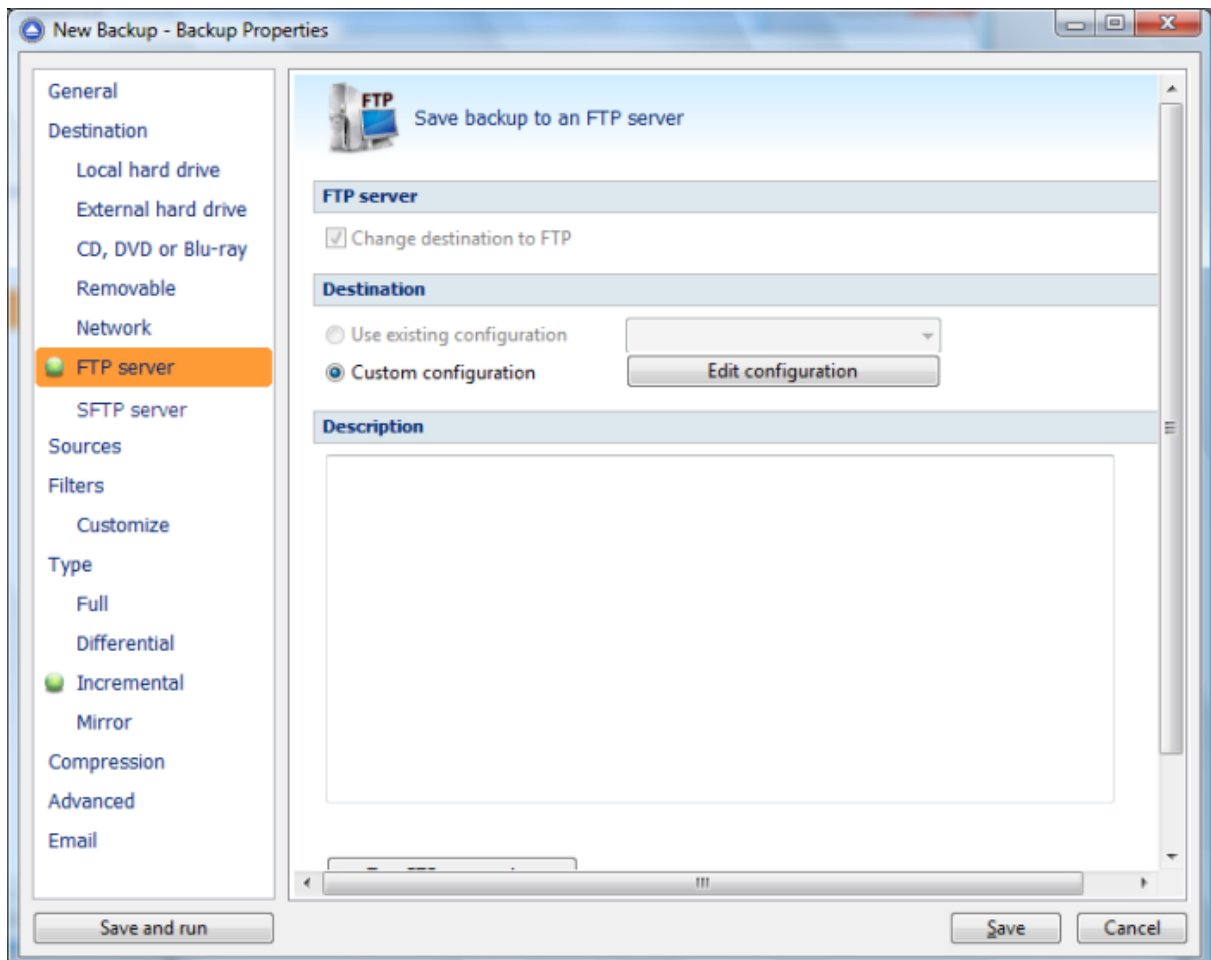 New Backup - Backup Properties
General
Destination
Local hard drive
External hard drive
CD, DVD or Blu-ray
Removable
Network
FTP server
SFTP server
Sources
Filters
Customize
Type
Full
Differential
Incremental
Mirror
Compression
Advanced
Email
FTP
Save backup to an FTP server
FTP server
Change destination to FTP
Destination
Use existing configuration
Custom configuration Edit configuration
Description
Save and run
Save Cancel